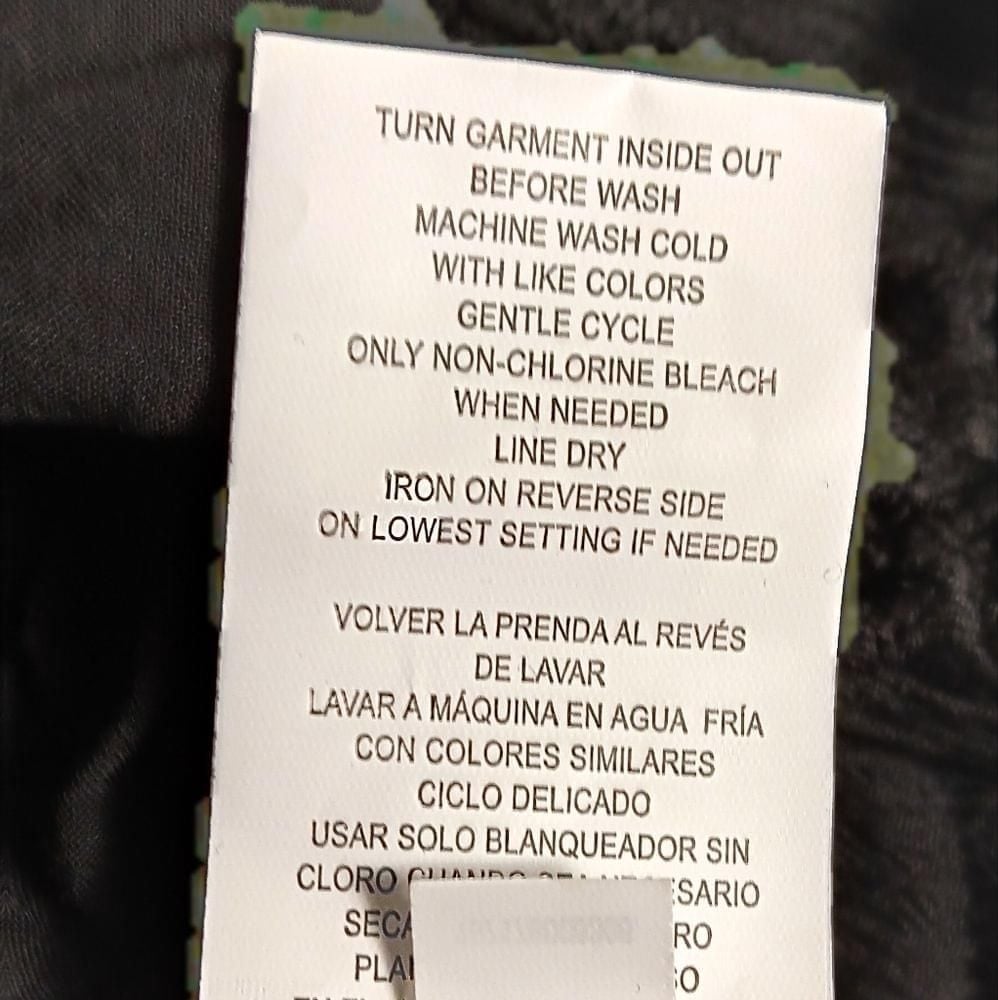 TURN GARMENT INSIDE OUT
BEFORE WASH
MACHINE WASH COLD
WITH LIKE COLORS
GENTLE CYCLE
ONLY NON-CHLORINE BLEACH
WHEN NEEDED
LINE DRY
IRON ON REVERSE SIDE
ON LOWEST SETTING IF NEEDED
VOLVER LA PRENDA AL REVÉS
DE LAVAR
LAVAR A MÁQUINA EN AGUA FRÍA
CON COLORES SIMILARES
CICLO DELICADO
USAR SOLO BLANQUEADOR SIN
CLORO